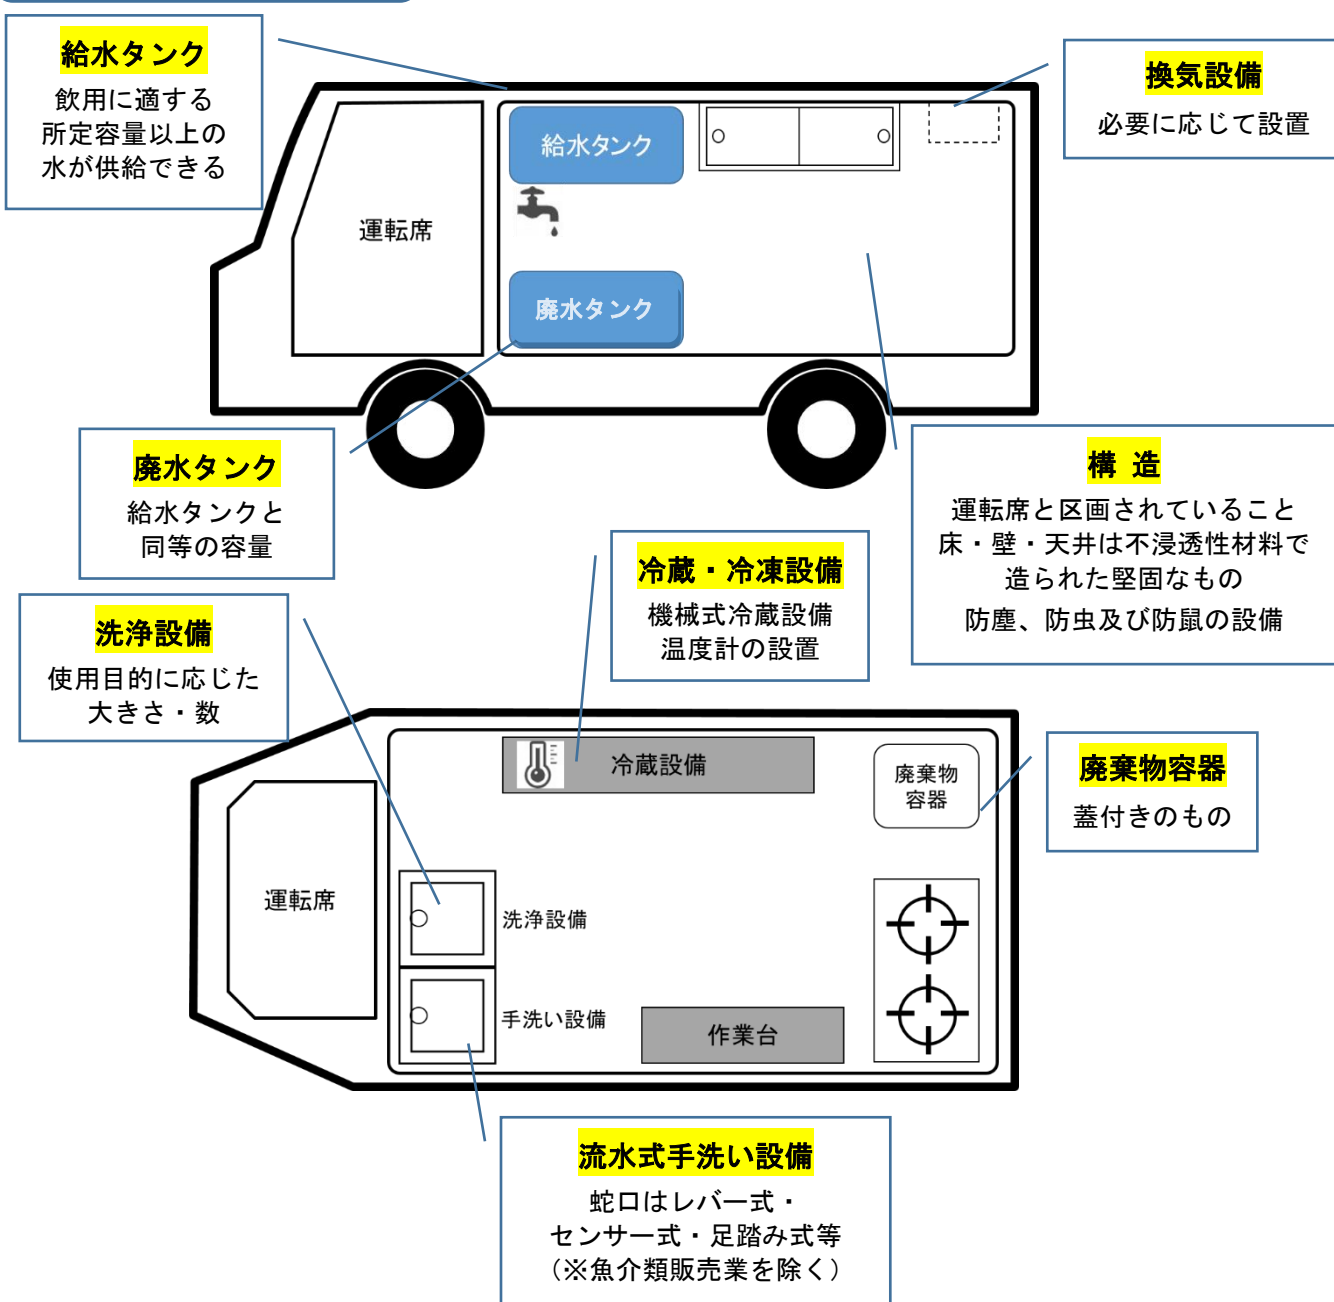 給水タンク
飲用に適する
所定容量以上の
水が供給できる
換気設備
必要に応じて設置
給水タンク
運転席
廃水タンク
廃水タンク
給水タンクと
同等の容量
構 造
運転席と区画されていること
床・壁・天井は不浸透性材料で
造られた堅固なもの
防塵、防虫及び防鼠の設備
冷蔵・冷凍設備
機械式冷蔵設備
温度計の設置
洗浄設備
使用目的に応じた
大きさ・数
冷蔵設備
廃棄物
容器
廃棄物容器
蓋付きのもの
運転席
洗浄設備
手洗い設備
作業台
流水式手洗い設備
蛇口はレバー式・
センサー式・足踏み式等
（※魚介類販売業を除く）